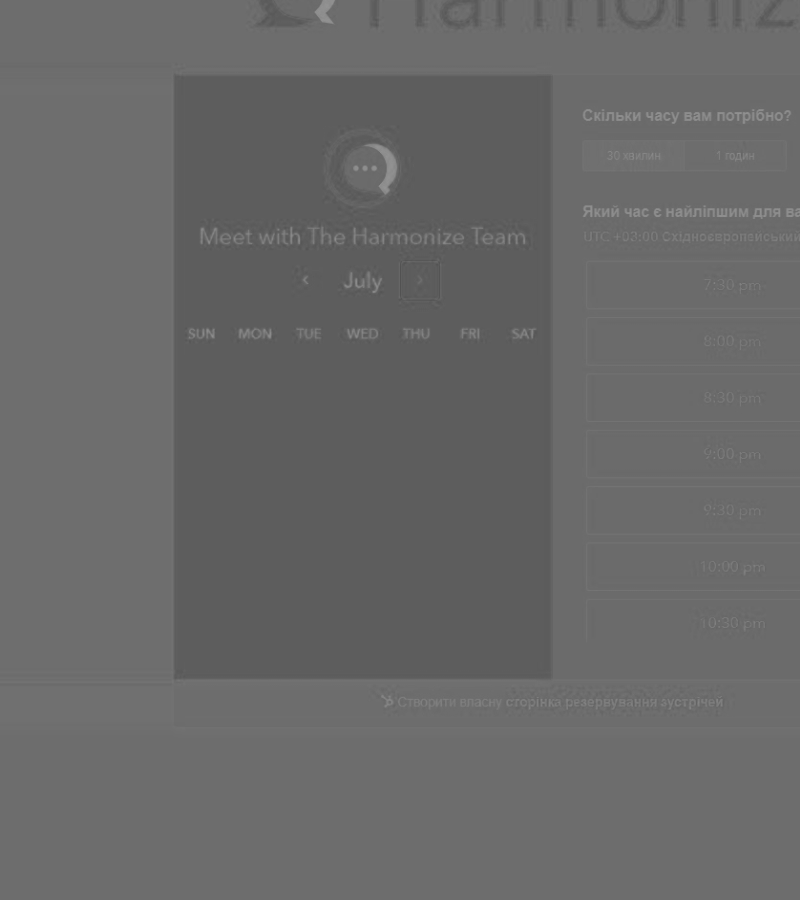 Harmoniz
Meet with The Harmonize Team
July
SUN MON TUE WED THU FRI SAT
Скільки часу вам потрібно?
30 хвилин 1 годин
Який час є найліпшим для ва
UTC +03:00 Східноєвропейський
7:30 pm
8:00 pm
8:30 pm
9:00 pm
9:30 pm
10:00 pm
10:30 pm
Створити власну сторінка резервування зустрічей